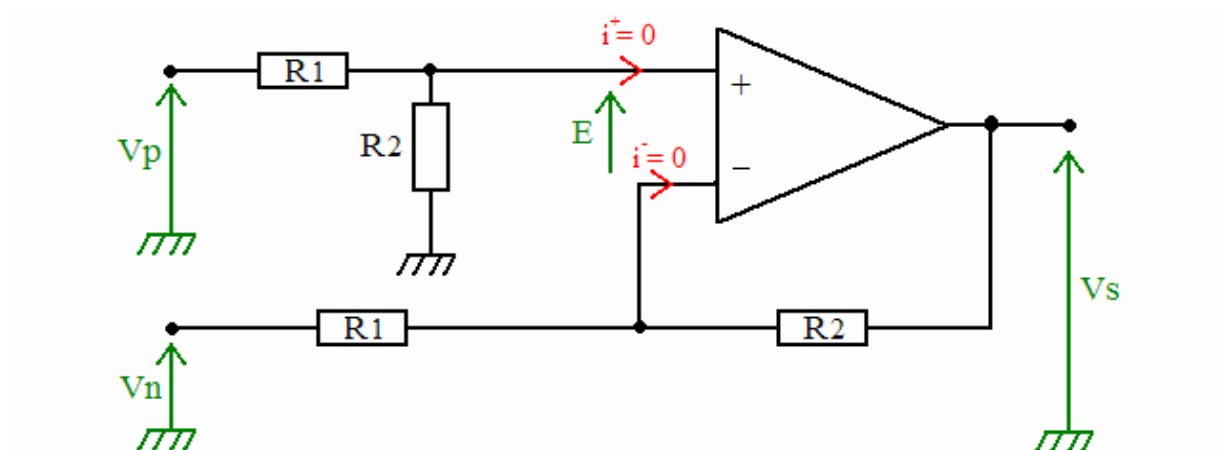 i⁺= 0
R1
+
R2
E
Vp
i⁻= 0
−
Vs
R1
R2
Vn